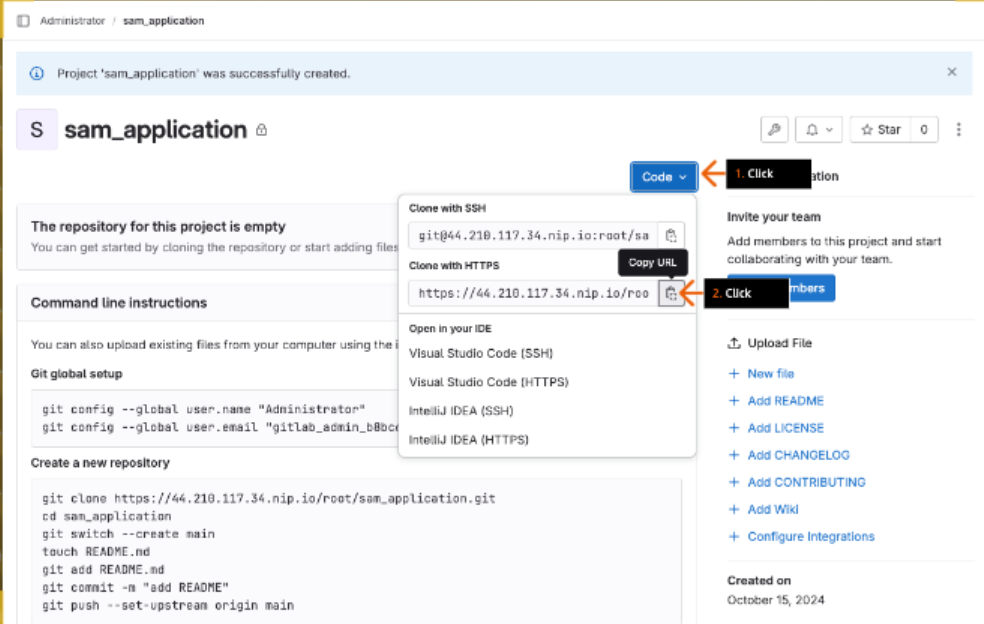 Administrator / sam_application
Project 'sam_application' was successfully created.
S
sam_application
Star 0
Code
1. Click
ation
Clone with SSH
git@44.210.117.34.nip.io:root/sa
Copy URL
Clone with HTTPS
https://44.210.117.34.nip.io/roo
2. Click
Open in your IDE
Visual Studio Code (SSH)
Visual Studio Code (HTTPS)
IntelliJ IDEA (SSH)
IntelliJ IDEA (HTTPS)
The repository for this project is empty
You can get started by cloning the repository or start adding files
Command line instructions
You can also upload existing files from your computer using the i
Git global setup
git config --global user.name "Administrator"
git config --global user.email "gitlab_admin_b8bc
Create a new repository
git clone https://44.210.117.34.nip.io/root/sam_application.git
cd sam_application
git switch --create main
touch README.md
git add README.md
git commit -m "add README"
git push --set-upstream origin main
Invite your team
Add members to this project and start
collaborating with your team.
mbers
Upload File
+ New file
+ Add README
+ Add LICENSE
+ Add CHANGELOG
+ Add CONTRIBUTING
+ Add Wiki
+ Configure Integrations
Created on
October 15, 2024